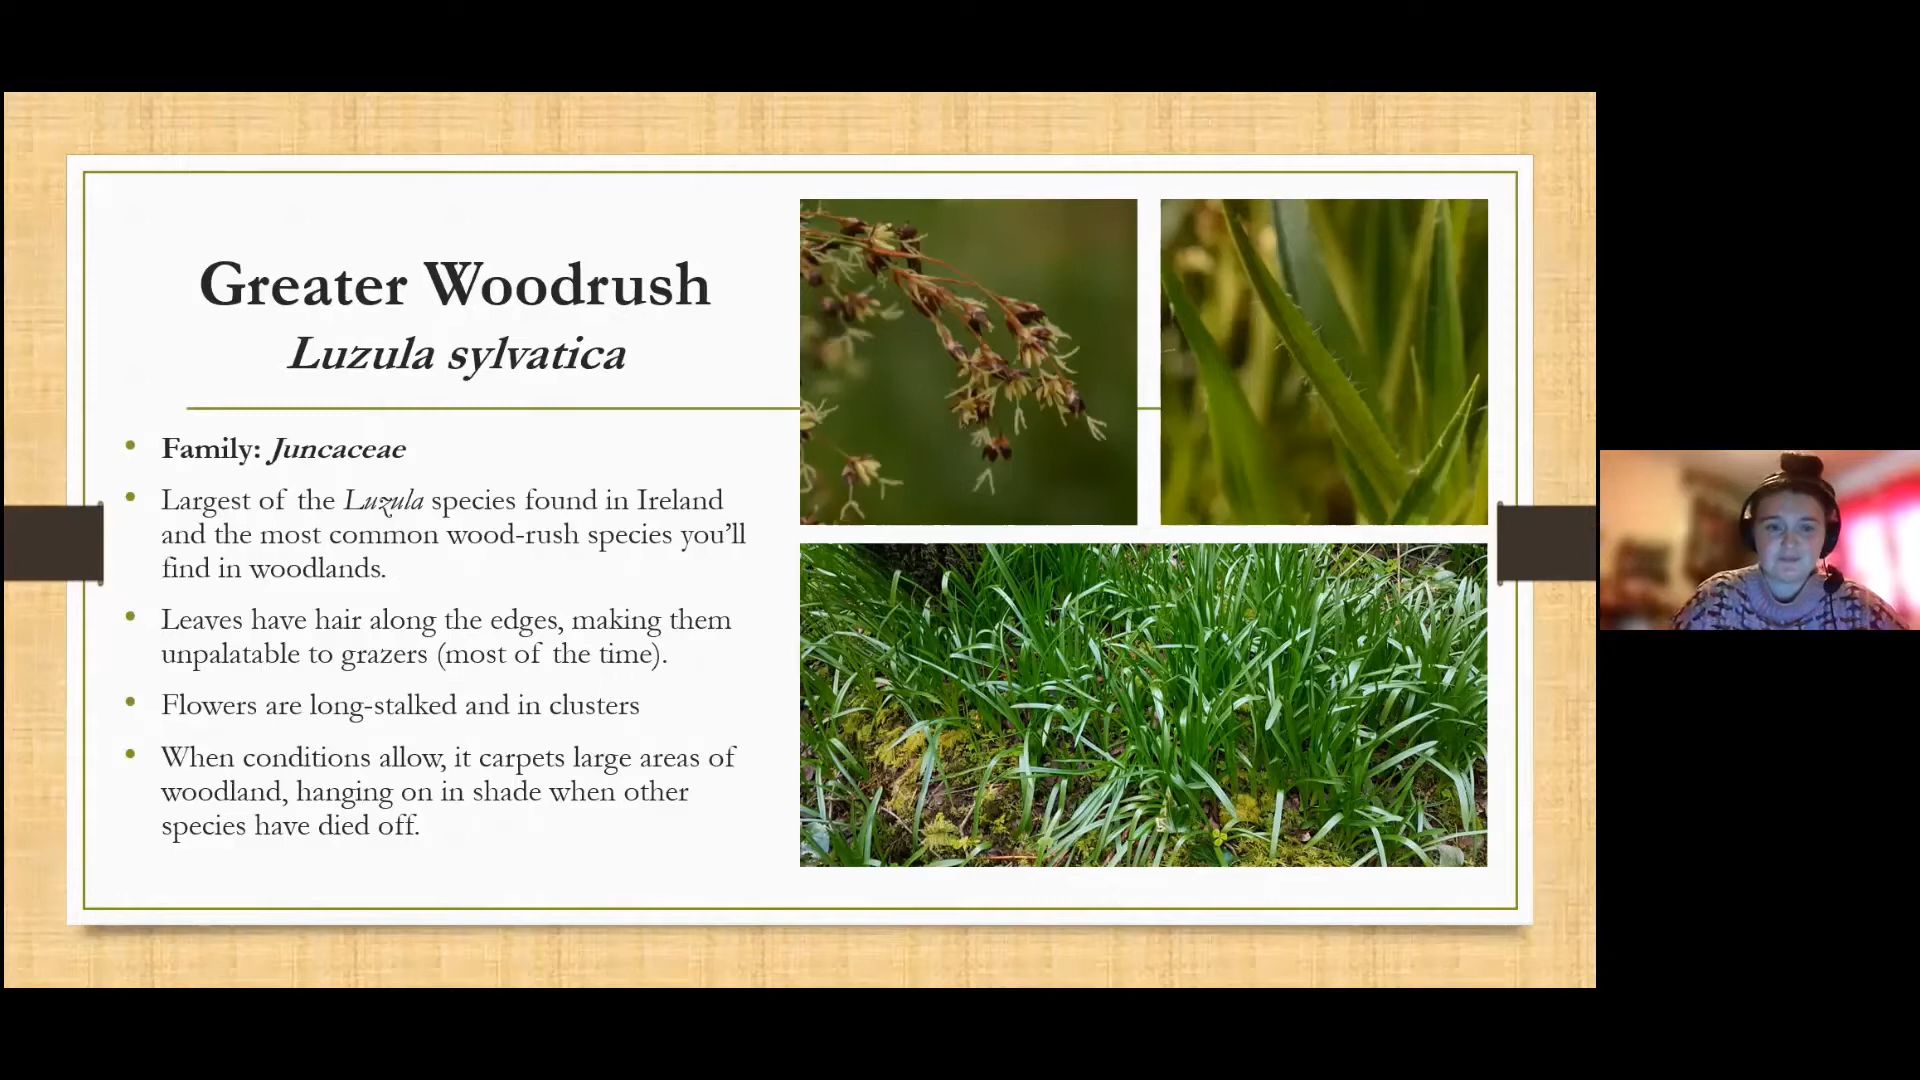 Greater Woodrush
Luzula sylvatica
• Family: Juncaceae
• Largest of the Luzula species found in Ireland
and the most common wood-rush species you’ll
find in woodlands.
• Leaves have hair along the edges, making them
unpalatable to grazers (most of the time).
• Flowers are long-stalked and in clusters
• When conditions allow, it carpets large areas of
woodland, hanging on in shade when other
species have died off.